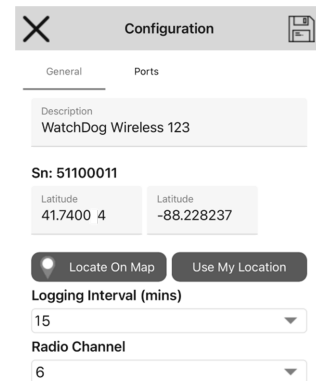 Configuration
General Ports
Description
WatchDog Wireless 123
Sn: 51100011
Latitude Latitude
41.7400 4 -88.228237
Locate On Map Use My Location
Logging Interval (mins)
15
Radio Channel
6